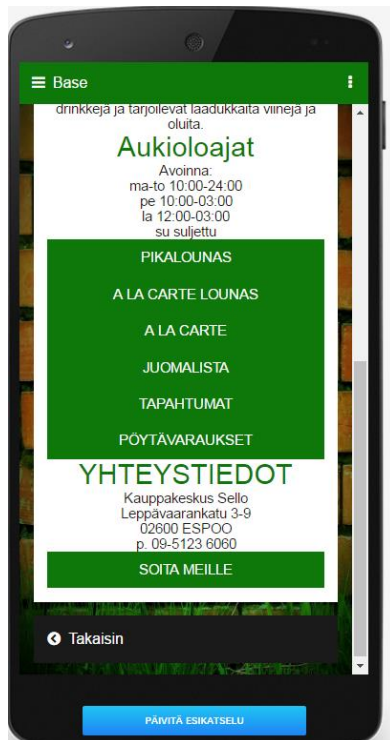 Base
drinkkejä ja tarjoilevat laadukkaita viinejä ja
oluita.
Aukioloajat
Avoinna:
ma-to 10:00-24:00
pe 10:00-03:00
la 12:00-03:00
su suljettu
PIKALOUNAS
A LA CARTE LOUNAS
A LA CARTE
JUOMALISTA
TAPAHTUMAT
PÖYTÄVARAUKSET
YHTEYSTIEDOT
Kauppakeskus Sello
Leppävaarankatu 3-9
02600 ESPOO
p. 09-5123 6060
SOITA MEILLE
Takaisin
PÄIVITÄ ESIKATSELU